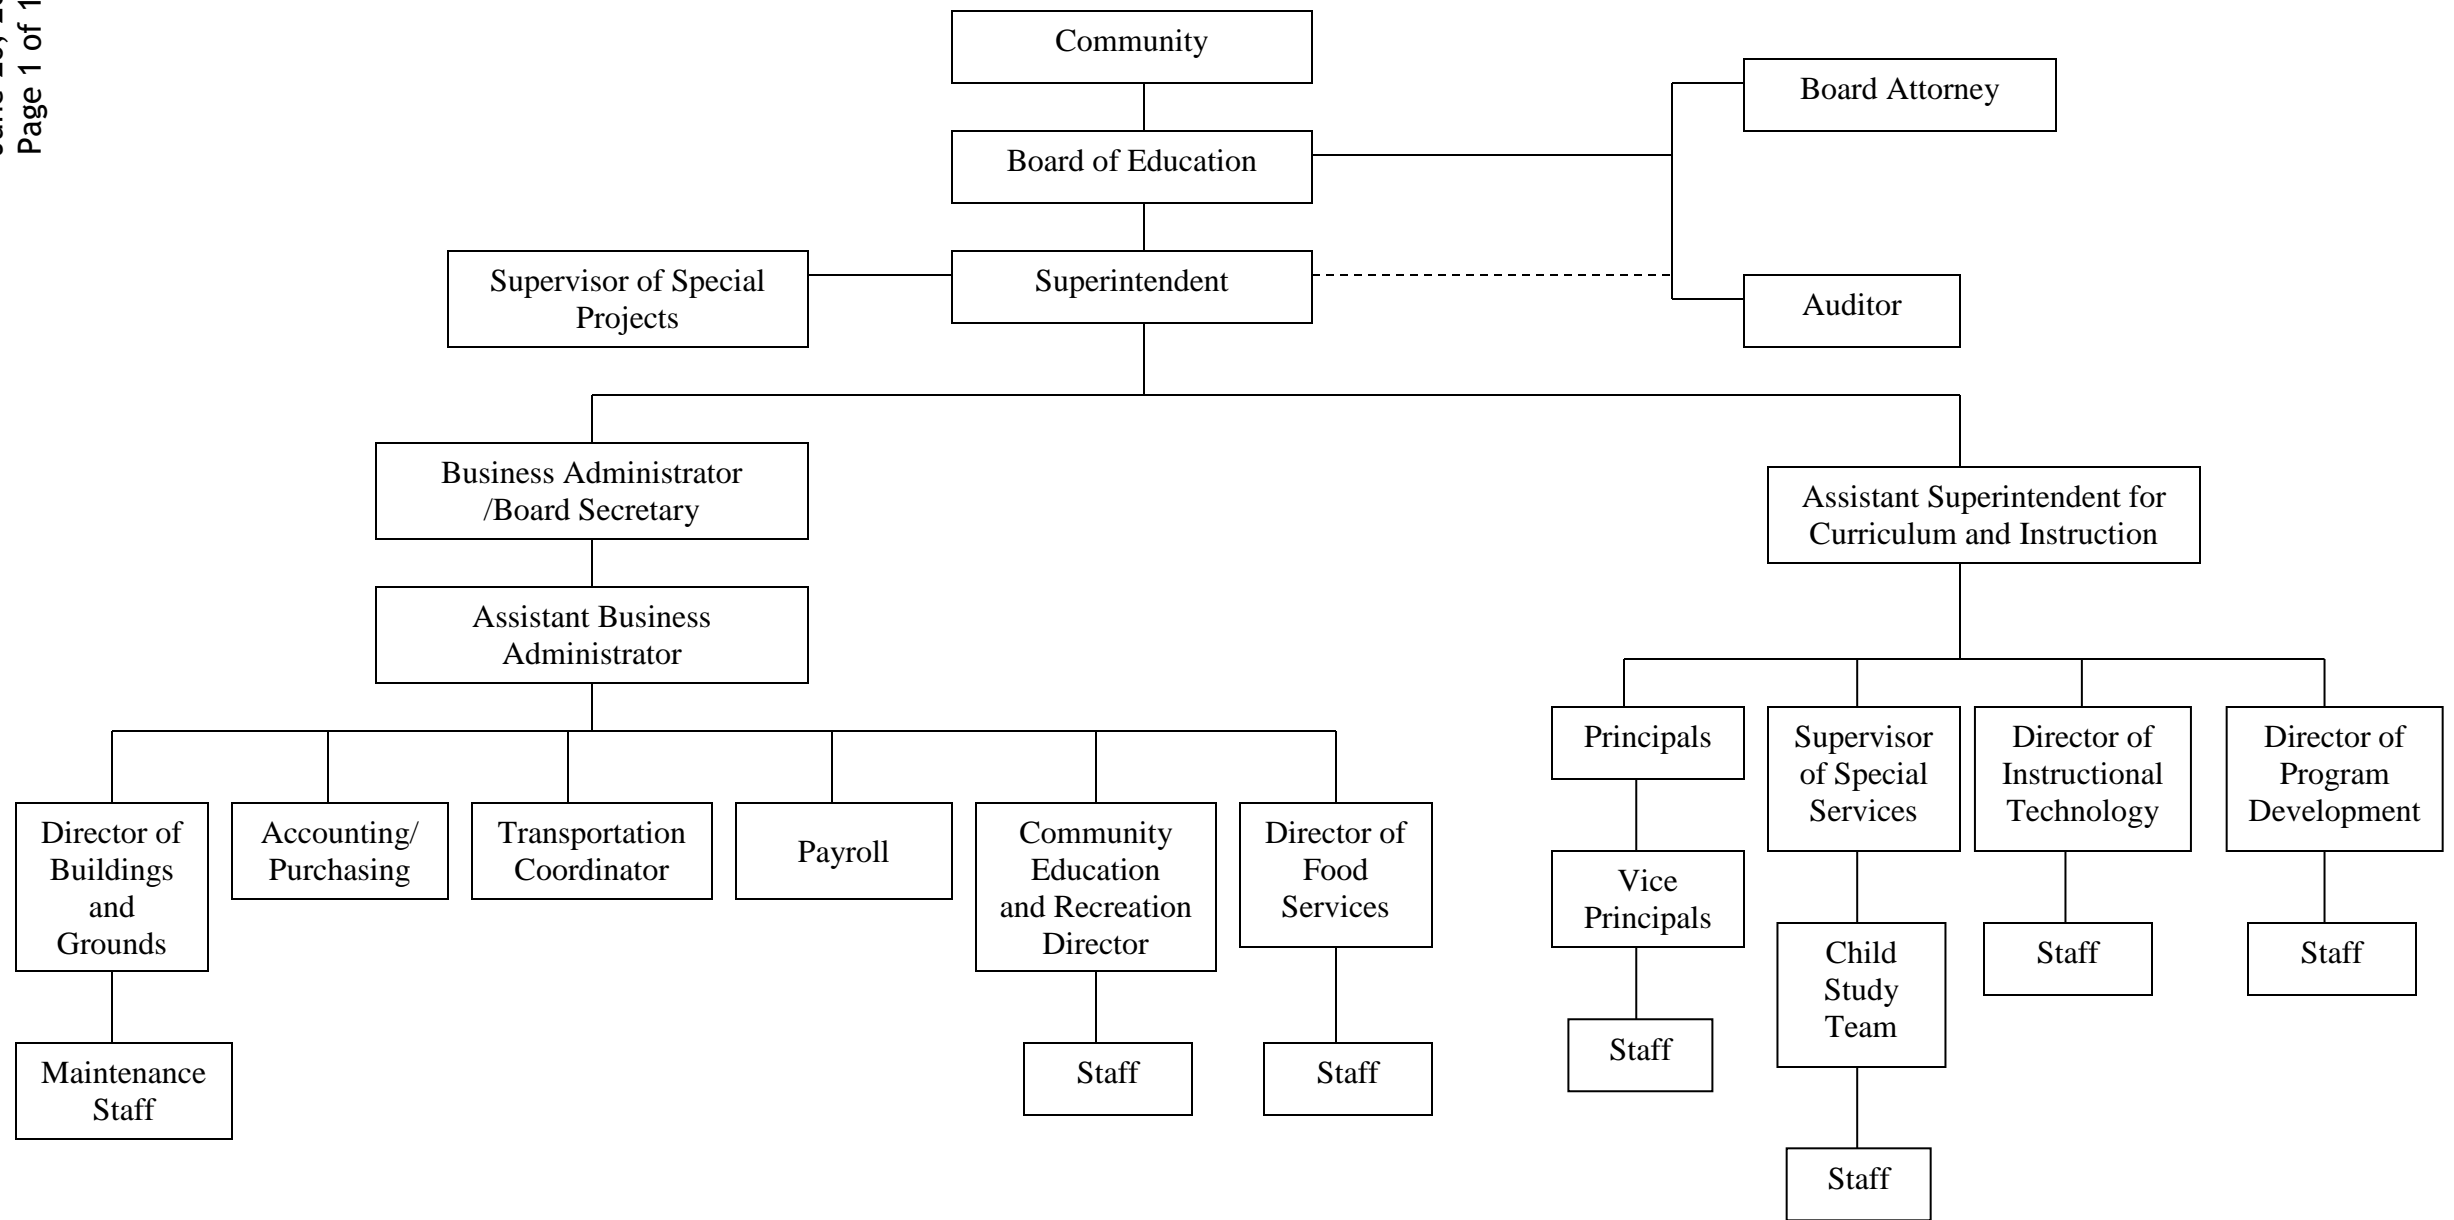 Page 1 of 1
Community
Board Attorney
Board of Education
Supervisor of Special
Projects
Superintendent
Auditor
Business Administrator
/Board Secretary
Assistant Superintendent for
Curriculum and Instruction
Assistant Business
Administrator
Principals
Supervisor
of Special
Services
Director of
Instructional
Technology
Director of
Program
Development
Director of
Buildings
and
Grounds
Accounting/
Purchasing
Transportation
Coordinator
Payroll
Community
Education
and Recreation
Director
Director of
Food
Services
Vice
Principals
Child
Study
Team
Staff
Staff
Maintenance
Staff
Staff
Staff
Staff
Staff